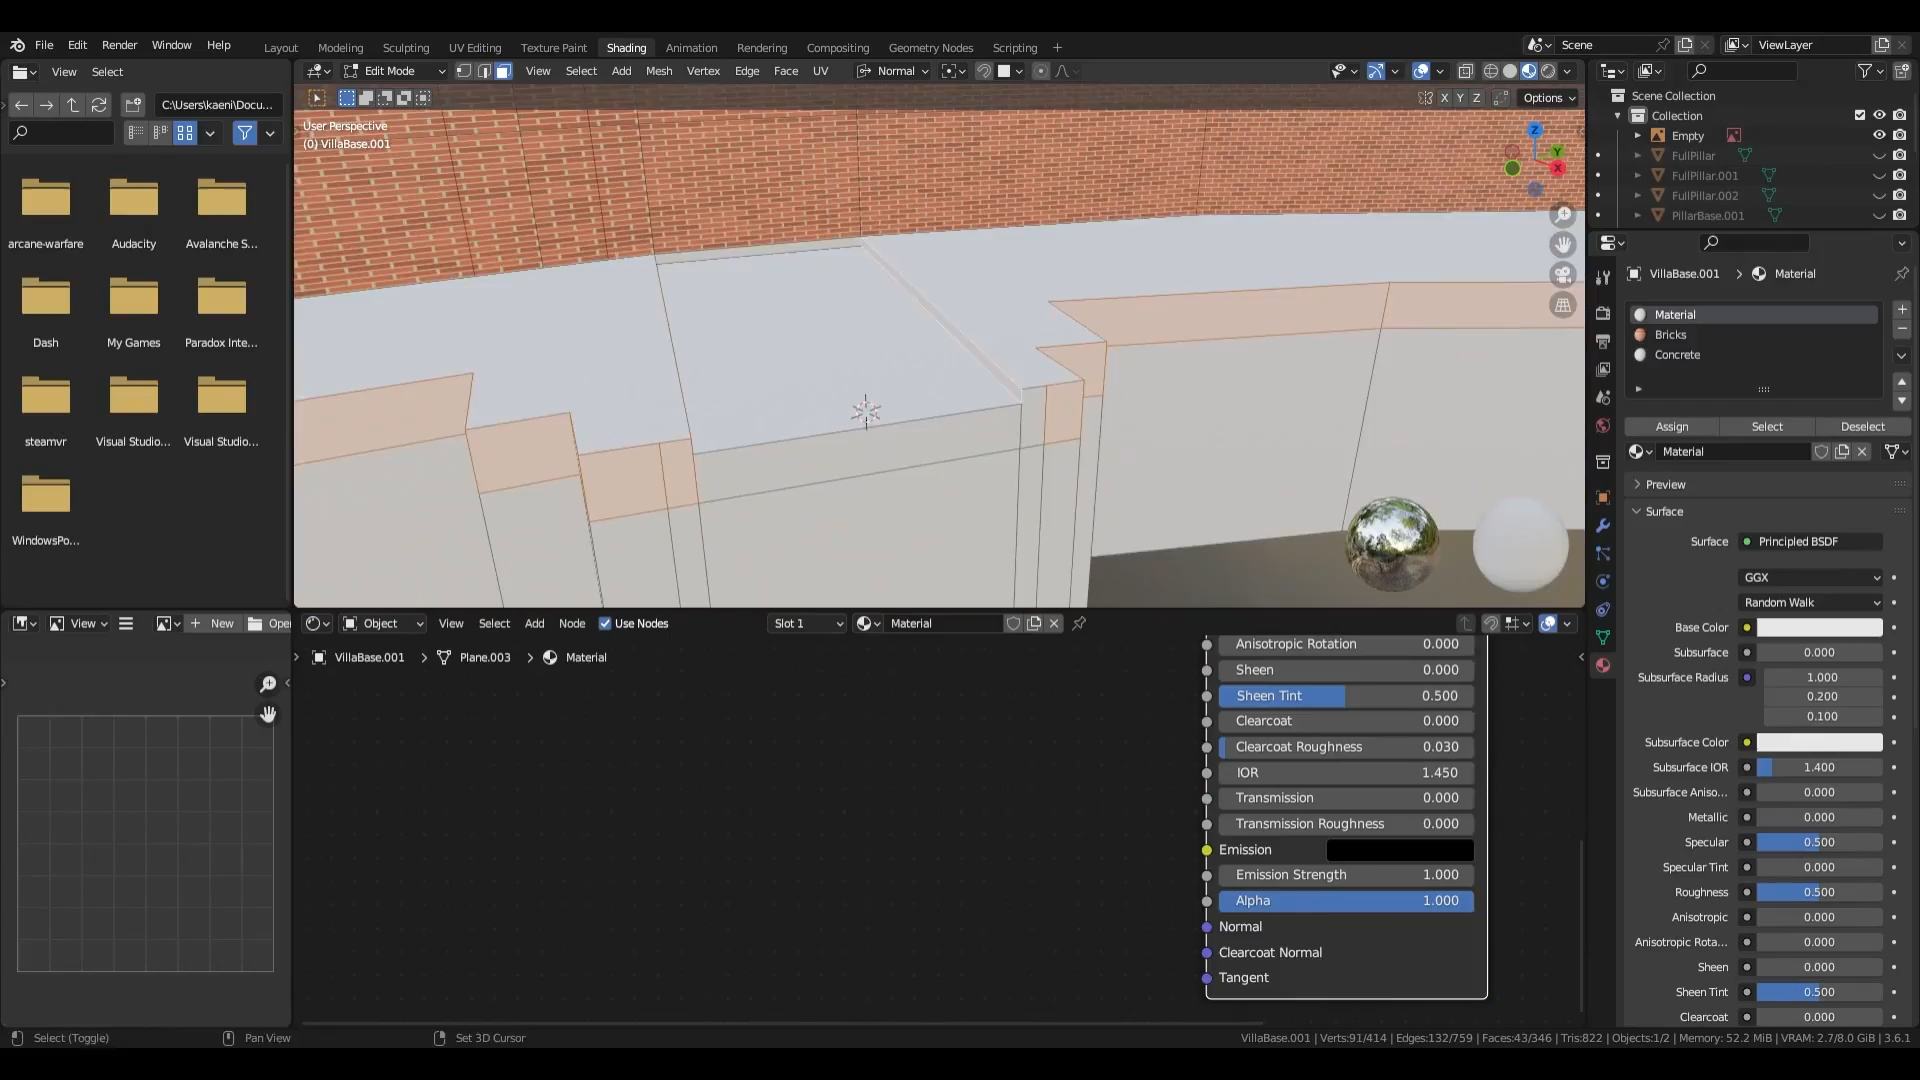 File Edit Render Window Help
Layout Modeling Sculpting UV Editing Texture Paint Shading Animation Rendering Compositing Geometry Nodes Scripting +
Scene
ViewLayer
View Select
Edit Mode
View Select Add Mesh Vertex Edge Face UV
Normal
C:\Users\kaeni\Docu...
X Y Z
Options
User Perspective
(0) VillaBase.001
Z
Y
X
arcane-warfare Audacity Avalanche S...
Dash My Games Paradox Inte...
steamvr Visual Studio... Visual Studio...
WindowsPo...
Scene Collection
Collection
Empty
FullPillar
FullPillar.001
FullPillar.002
PillarBase.001
VillaBase.001 > Material
Material
Bricks
Concrete
Assign Select Deselect
Material
Preview
Surface
Surface Principled BSDF
GGX
Random Walk
Base Color
Subsurface 0.000
Subsurface Radius 1.000
0.200
0.100
Subsurface Color
Subsurface IOR 1.400
Subsurface Aniso... 0.000
Metallic 0.000
Specular 0.500
Specular Tint 0.000
Roughness 0.500
Anisotropic 0.000
Anisotropic Rota... 0.000
Sheen 0.000
Sheen Tint 0.500
Clearcoat 0.000
View
+ New Open
Object
View Select Add Node Use Nodes
Slot 1
Material
VillaBase.001 > Plane.003 > Material
Anisotropic Rotation 0.000
Sheen 0.000
Sheen Tint 0.500
Clearcoat 0.000
Clearcoat Roughness 0.030
IOR 1.450
Transmission 0.000
Transmission Roughness 0.000
Emission
Emission Strength 1.000
Alpha 1.000
Normal
Clearcoat Normal
Tangent
Select (Toggle) Pan View Set 3D Cursor
VillaBase.001 | Verts:91/414 | Edges:132/759 | Faces:43/346 | Tris:822 | Objects:1/2 | Memory: 52.2 MiB | VRAM: 2.7/8.0 GiB | 3.6.1